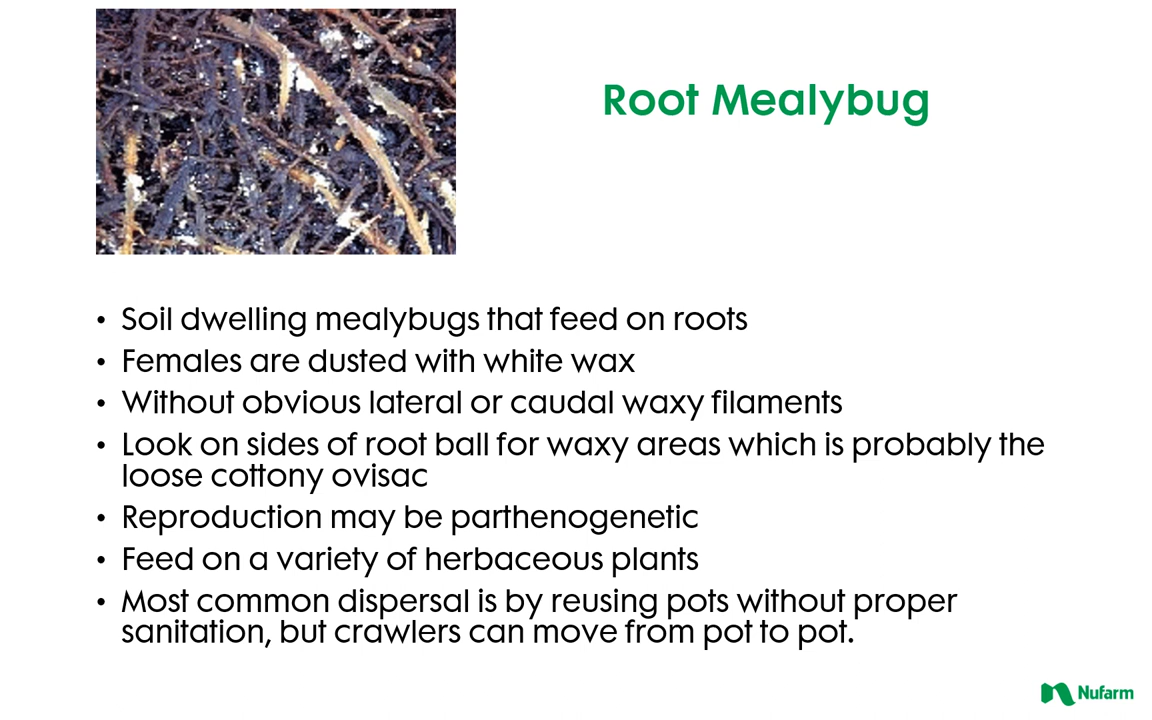 Root Mealybug
• Soil dwelling mealybugs that feed on roots
• Females are dusted with white wax
• Without obvious lateral or caudal waxy filaments
• Look on sides of root ball for waxy areas which is probably the
loose cottony ovisac
• Reproduction may be parthenogenetic
• Feed on a variety of herbaceous plants
• Most common dispersal is by reusing pots without proper
sanitation, but crawlers can move from pot to pot.
Nufarm